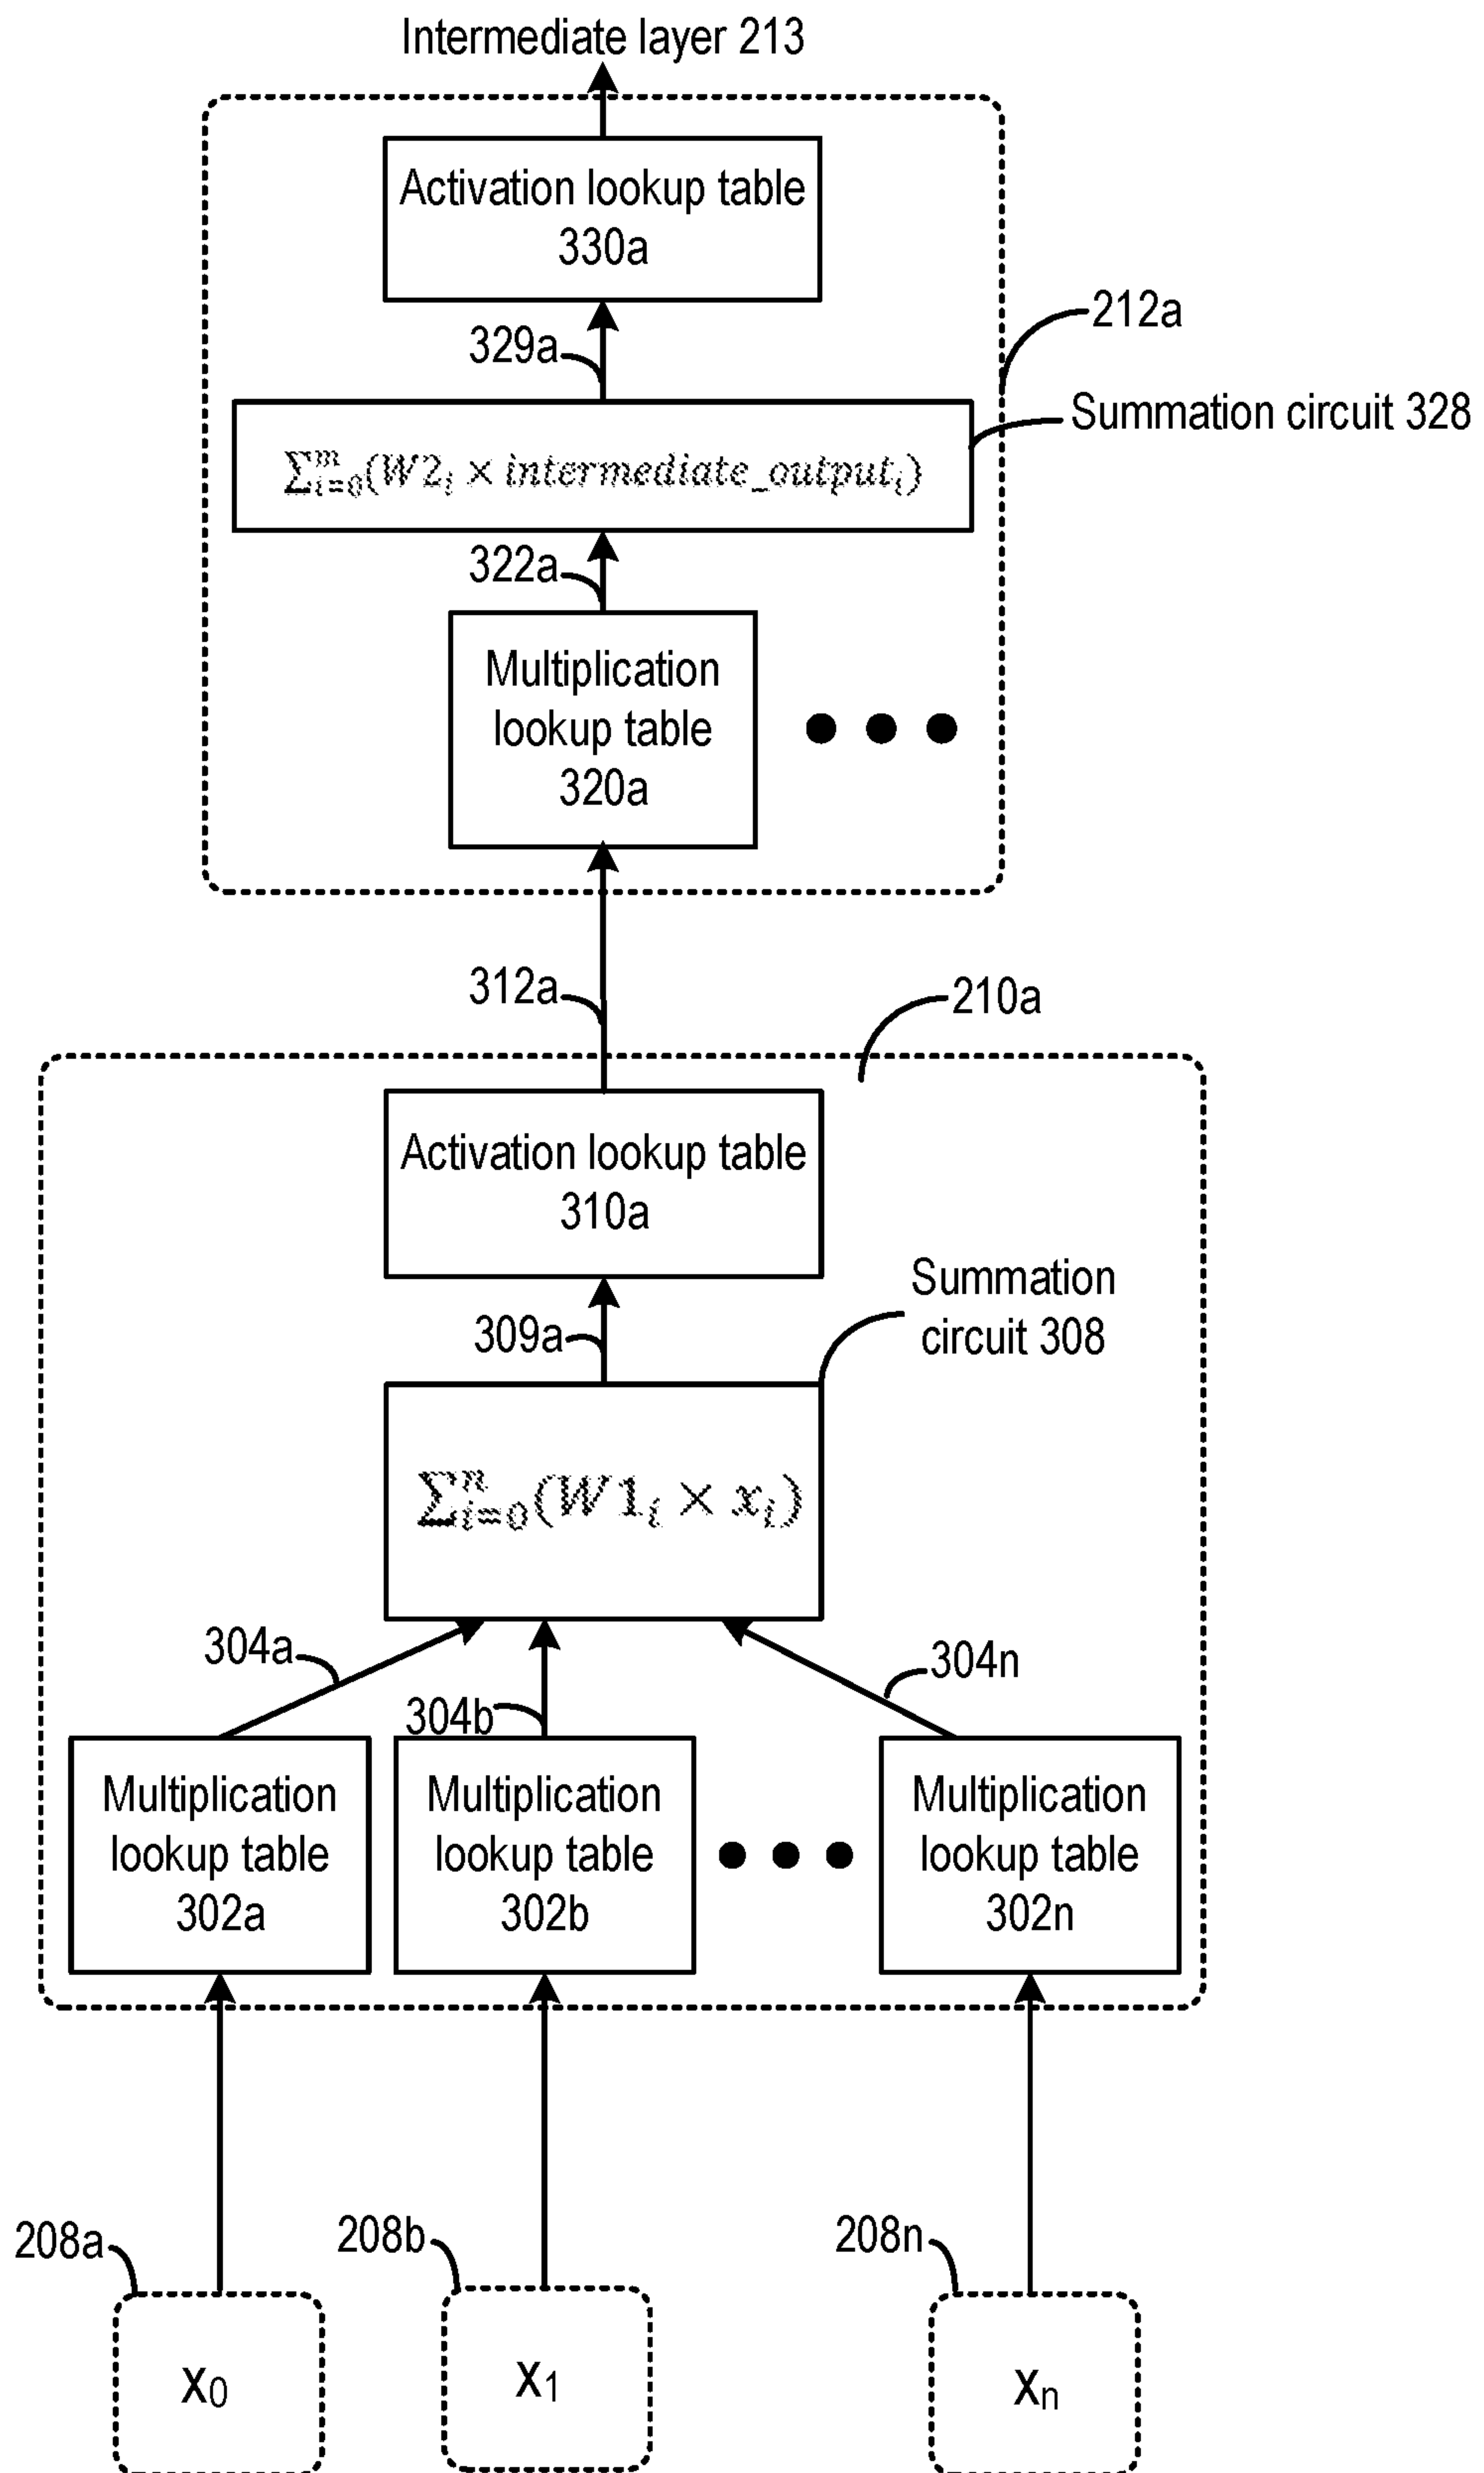 Intermediate layer 213
Activation lookup table
330a
329a
212a
Summation circuit 328
∑ᵐᵢ₌₀(W2ᵢ × intermediate_outputᵢ)
322a
Multiplication
lookup table
320a
312a
210a
Activation lookup table
310a
Summation
circuit 308
309a
∑ⁿᵢ₌₀(W1ᵢ × xᵢ)
304a
304b
304n
Multiplication
lookup table
302a
Multiplication
lookup table
302b
Multiplication
lookup table
302n
208a
208b
208n
x₀
x₁
xₙ